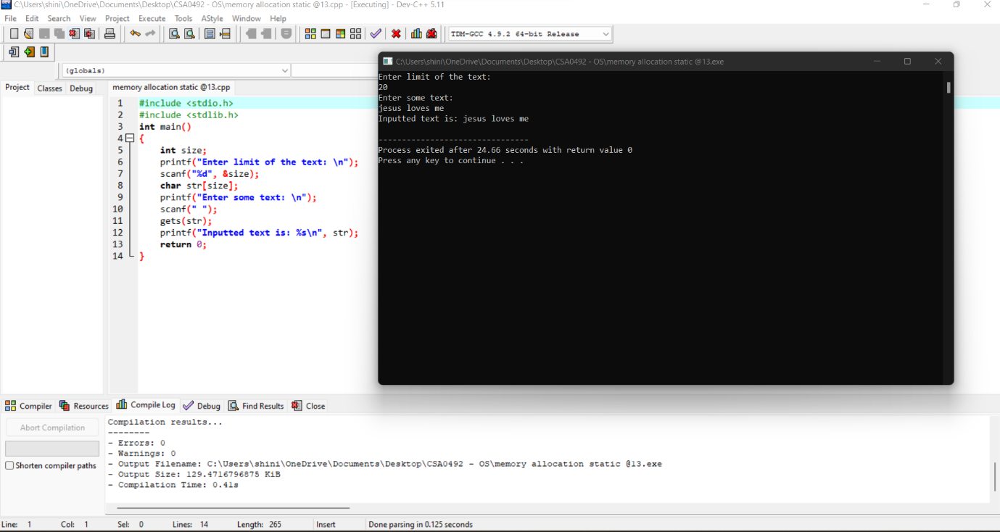 C:\Users\shini\OneDrive\Documents\Desktop\CSA0492 - OS\memory allocation static @13.cpp - [Executing] - Dev-C++ 5.11
File Edit Search View Project Execute Tools AStyle Window Help
TDM-GCC 4.9.2 64-bit Release
(globals)
Project Classes Debug
memory allocation static @13.cpp
1 #include <stdio.h>
2 #include <stdlib.h>
3 int main()
4 {
5 int size;
6 printf("Enter limit of the text: \n");
7 scanf("%d", &size);
8 char str[size];
9 printf("Enter some text: \n");
10 scanf(" ");
11 gets(str);
12 printf("Inputted text is: %s\n", str);
13 return 0;
14 }
C:\Users\shini\OneDrive\Documents\Desktop\CSA0492 - OS\memory allocation static @13.exe
Enter limit of the text:
20
Enter some text:
jesus loves me
Inputted text is: jesus loves me
--------------------------------
Process exited after 24.66 seconds with return value 0
Press any key to continue . . .
Compiler Resources Compile Log Debug Find Results Close
Abort Compilation
Shorten compiler paths
Compilation results...
--------
- Errors: 0
- Warnings: 0
- Output Filename: C:\Users\shini\OneDrive\Documents\Desktop\CSA0492 - OS\memory allocation static @13.exe
- Output Size: 129.4716796875 KiB
- Compilation Time: 0.41s
Line: 1 Col: 1 Sel: 0 Lines: 14 Length: 265 Insert Done parsing in 0.125 seconds